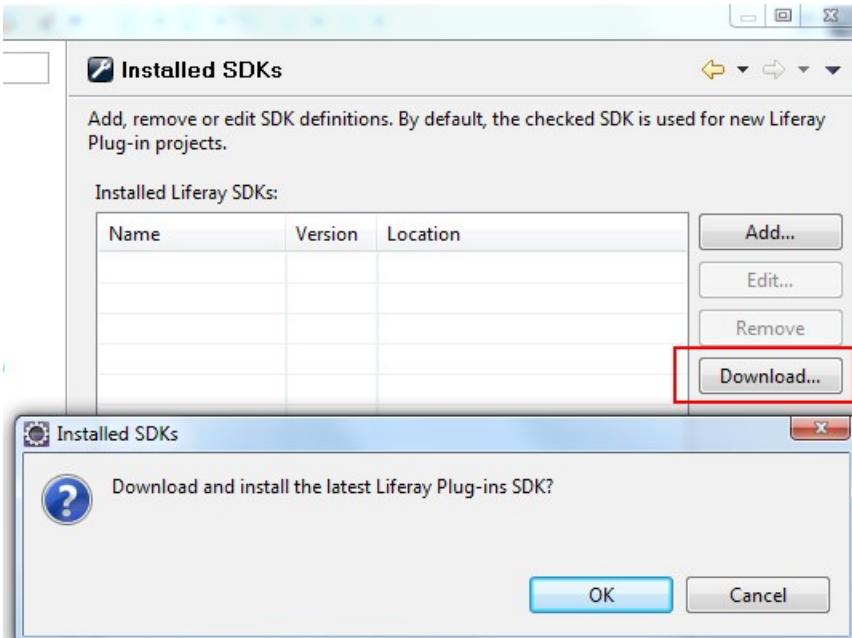 Installed SDKs
Add, remove or edit SDK definitions. By default, the checked SDK is used for new Liferay
Plug-in projects.
Installed Liferay SDKs:
Name Version Location
Add...
Edit...
Remove
Download...
Installed SDKs
Download and install the latest Liferay Plug-ins SDK?
OK Cancel